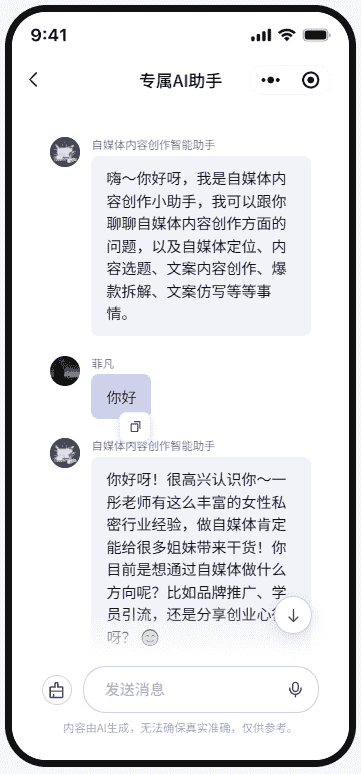 9:41
专属AI助手
自媒体内容创作智能助手
嗨～你好呀，我是自媒体内
容创作小助手，我可以跟你
聊聊自媒体内容创作方面的
问题，以及自媒体定位、内
容选题、文案内容创作、爆
款拆解、文案仿写等等事
情。
菲凡
你好
自媒体内容创作智能助手
你好呀！很高兴认识你～一
彤老师有这么丰富的女性私
密行业经验，做自媒体肯定
能给很多姐妹带来干货！你
目前是想通过自媒体做什么
方向呢？比如品牌推广、学
员引流，还是分享创业心得
呀？😊
发送消息
内容由AI生成，无法确保真实准确，仅供参考。